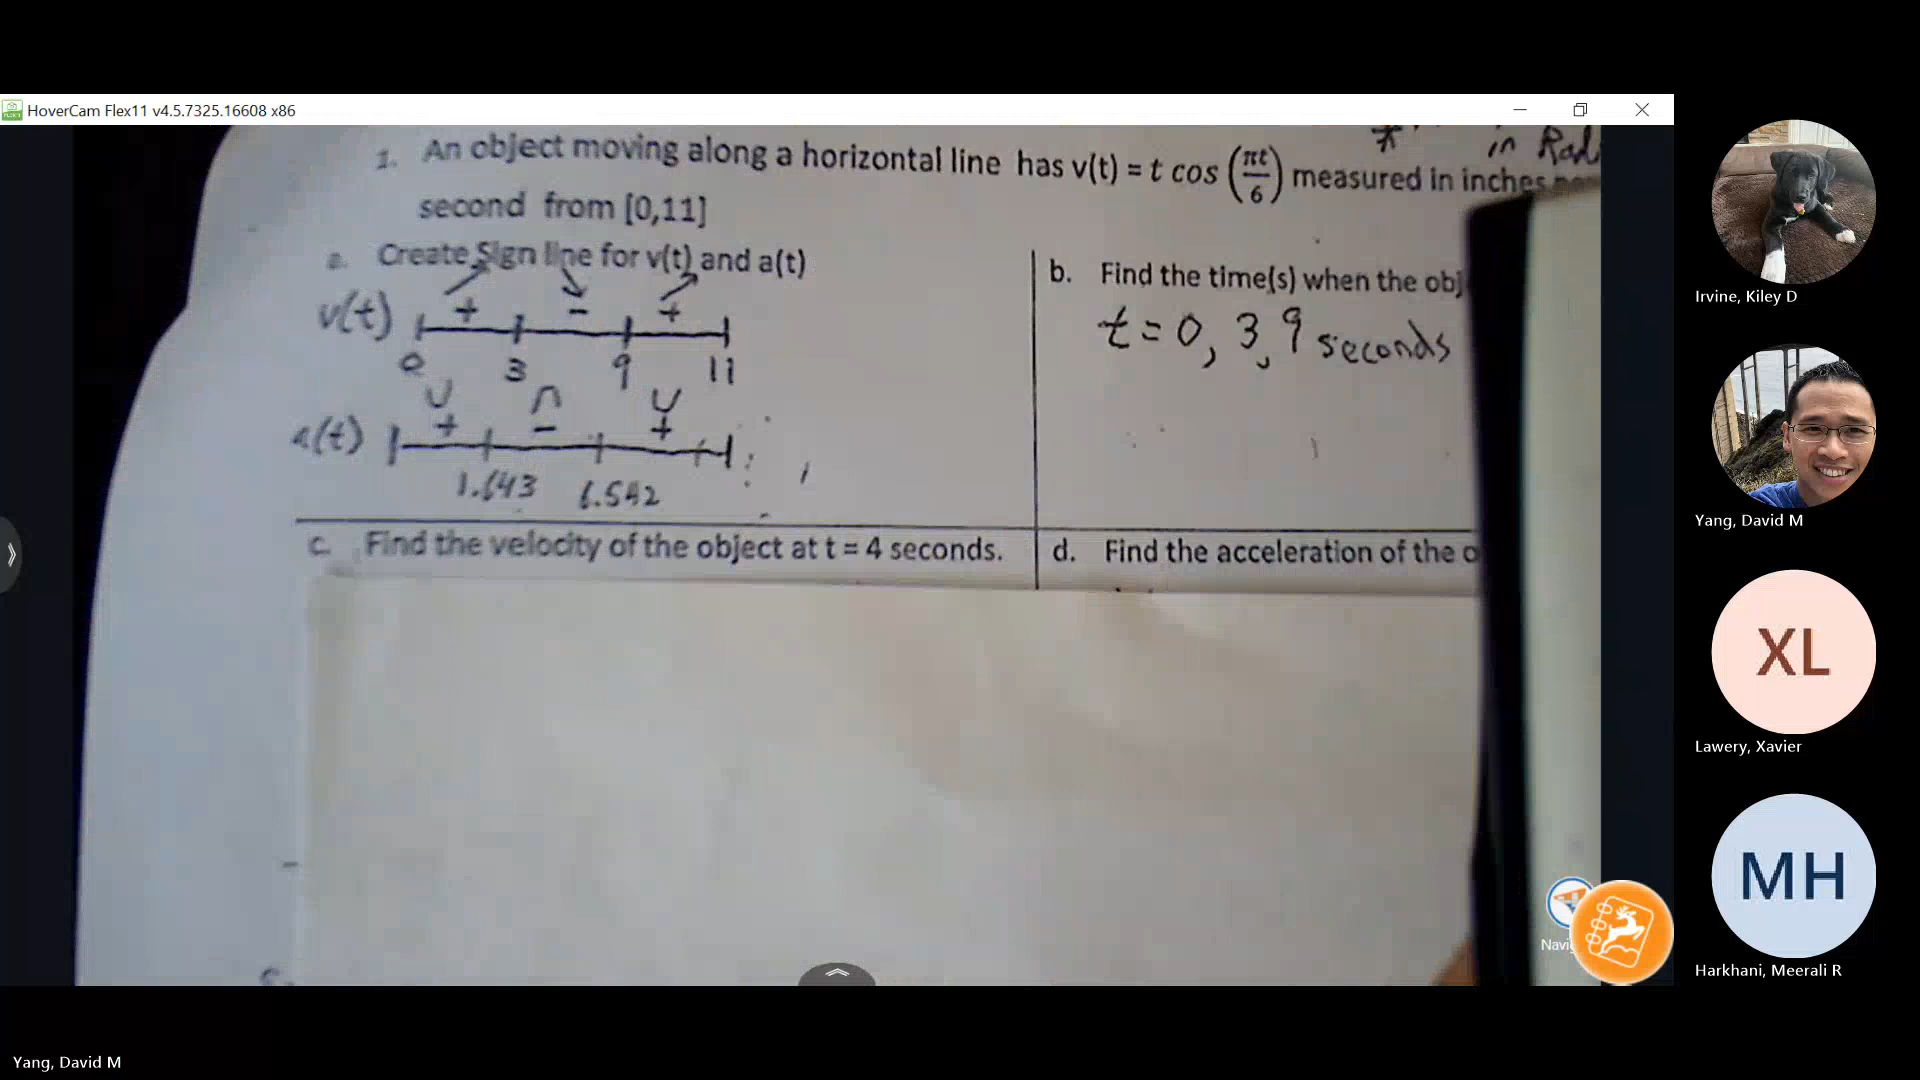 HoverCam Flex11 v4.5.7325.16608 x86
in Rad
1. An object moving along a horizontal line has v(t) = t cos (πt/6) measured in inches
second from [0,11]
a. Create Sign line for v(t) and a(t)
v(t) + - +
0 3 9 11
∪ ∩ ∪
a(t) + - +
1.643 6.542
b. Find the time(s) when the obj
t = 0, 3, 9 seconds
c. Find the velocity of the object at t = 4 seconds.
d. Find the acceleration of the o
Navi
Irvine, Kiley D
Yang, David M
XL
Lawery, Xavier
MH
Harkhani, Meerali R
Yang, David M